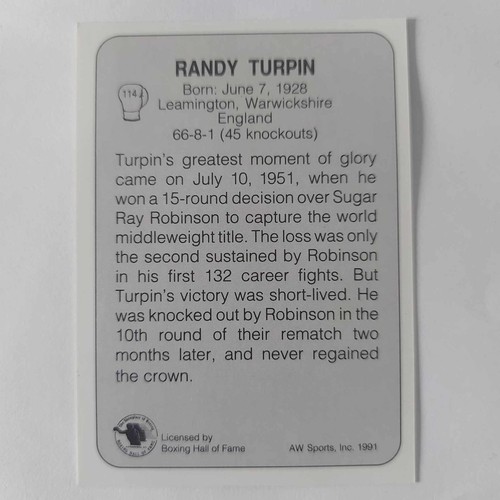 RANDY TURPIN
114
Born: June 7, 1928
Leamington, Warwickshire
England
66-8-1 (45 knockouts)
Turpin's greatest moment of glory
came on July 10, 1951, when he
won a 15-round decision over Sugar
Ray Robinson to capture the world
middleweight title. The loss was only
the second sustained by Robinson
in his first 132 career fights. But
Turpin's victory was short-lived. He
was knocked out by Robinson in the
10th round of their rematch two
months later, and never regained
the crown.
Licensed by
Boxing Hall of Fame
AW Sports, Inc. 1991